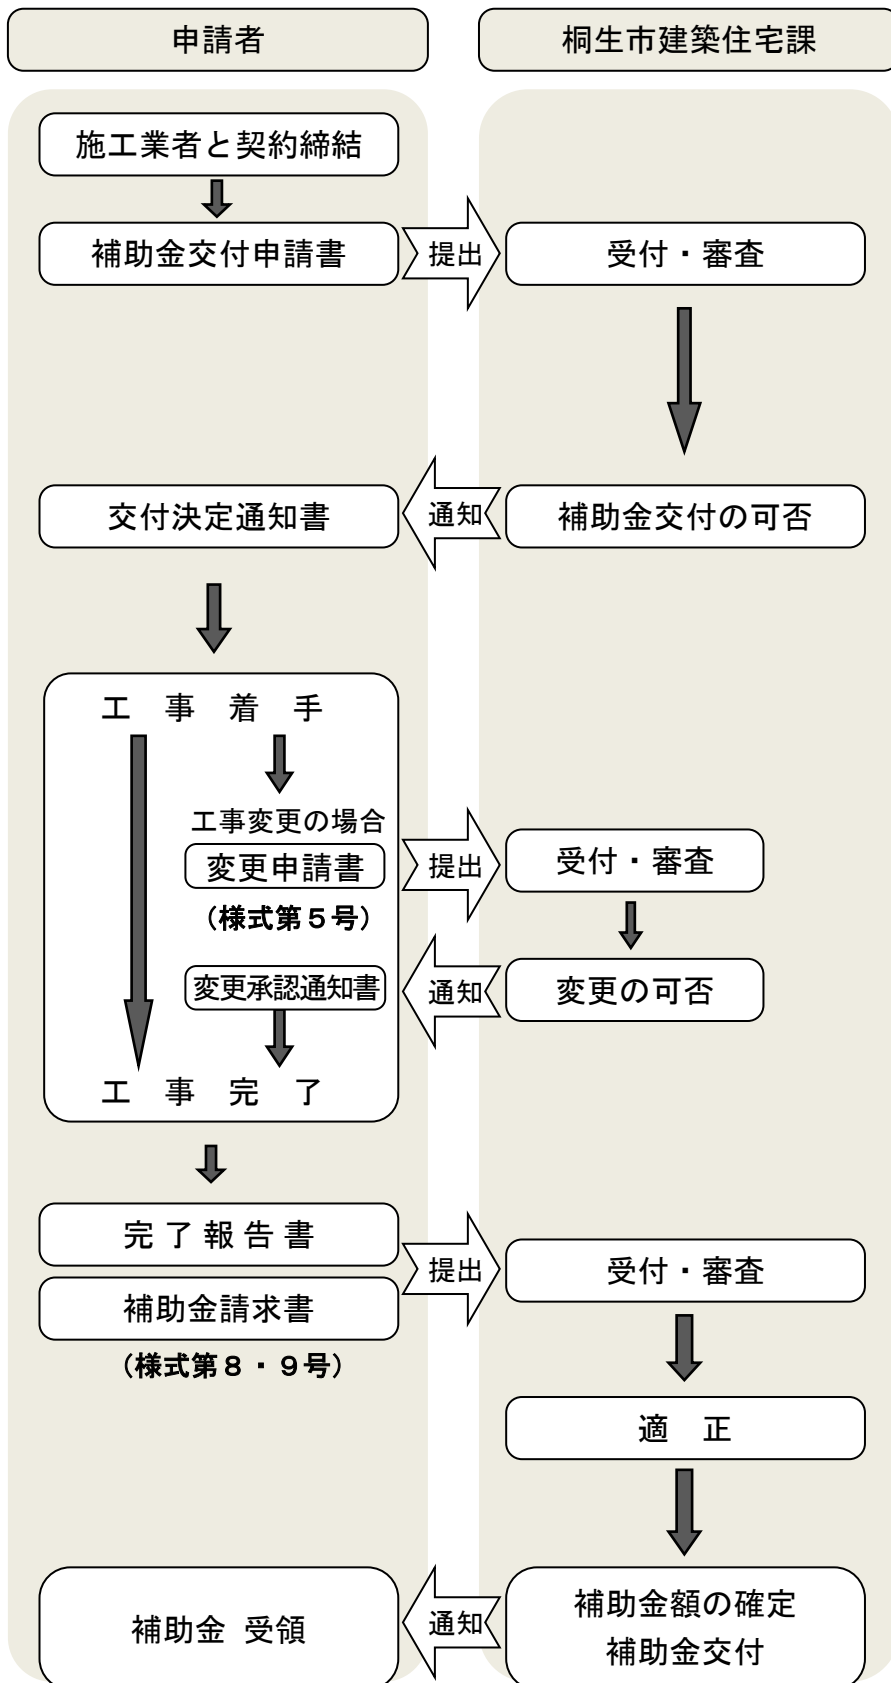 申請者
桐生市建築住宅課
施工業者と契約締結
補助金交付申請書
提出
受付・審査
交付決定通知書
通知
補助金交付の可否
工 事 着 手
工事変更の場合
変更申請書
(様式第5号)
提出
受付・審査
変更承認通知書
通知
変更の可否
工 事 完 了
完了報告書
補助金請求書
(様式第8・9号)
提出
受付・審査
適 正
補助金 受領
通知
補助金額の確定
補助金交付